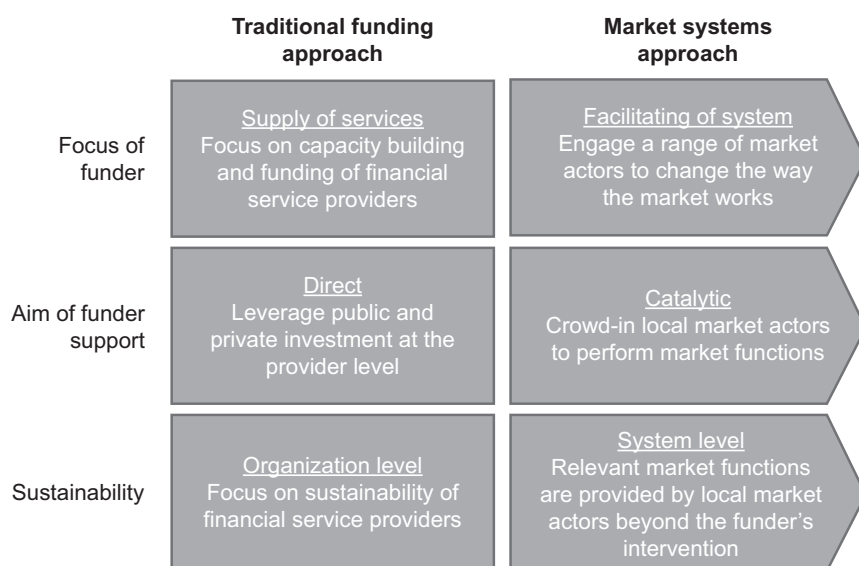 Traditional funding
approach
Market systems
approach
Focus of
funder
Supply of services
Focus on capacity building
and funding of financial
service providers
Facilitating of system
Engage a range of market
actors to change the way
the market works
Aim of funder
support
Direct
Leverage public and
private investment at the
provider level
Catalytic
Crowd-in local market actors
to perform market functions
Sustainability
Organization level
Focus on sustainability of
financial service providers
System level
Relevant market functions
are provided by local market
actors beyond the funder’s
intervention